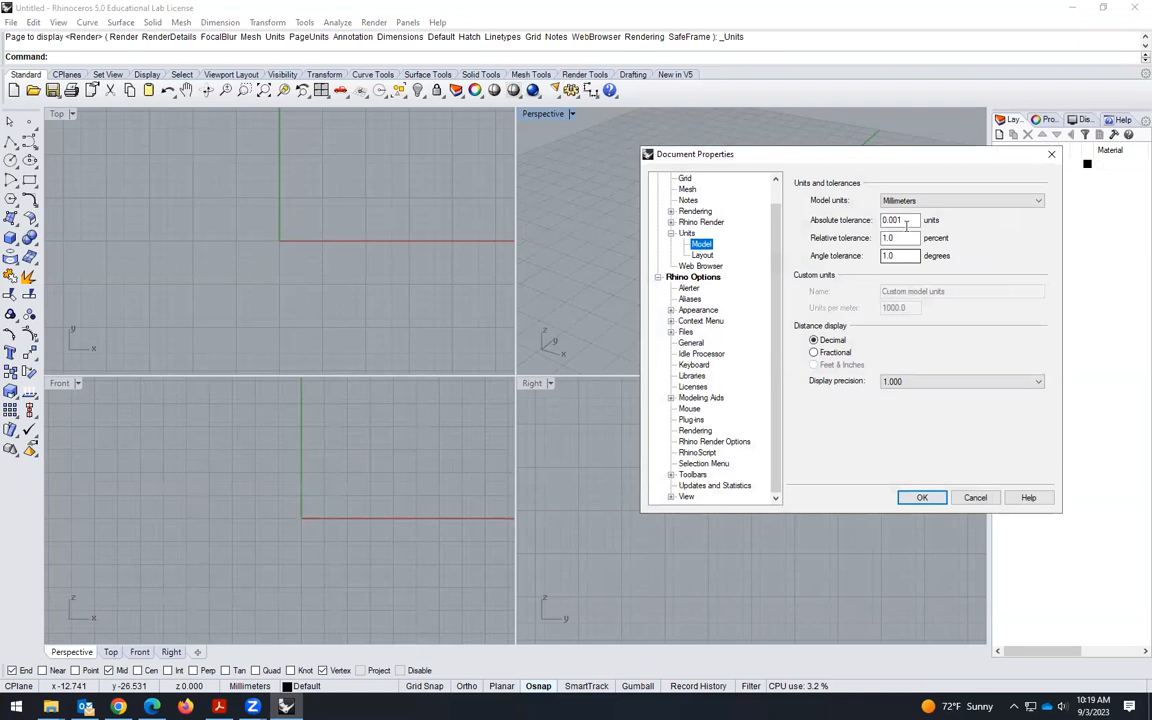 Untitled - Rhinoceros 5.0 Educational Lab License
File Edit View Curve Surface Solid Mesh Dimension Transform Tools Analyze Render Panels Help
Page to display <Render> ( Render RenderDetails FocalBlur Mesh Units PageUnits Annotation Dimensions Default Hatch Linetypes Grid Notes WebBrowser Rendering SafeFrame ): _Units
Command:
Standard CPlanes Set View Display Select Viewport Layout Visibility Transform Curve Tools Surface Tools Solid Tools Mesh Tools Render Tools Drafting New in V5
Top
Perspective
Lay... Pro... Dis... Help
Material
Document Properties
Grid
Mesh
Notes
Rendering
Rhino Render
Units
Model
Layout
Web Browser
Rhino Options
Alerter
Aliases
Appearance
Context Menu
Files
General
Idle Processor
Keyboard
Libraries
Licenses
Modeling Aids
Mouse
Plug-ins
Rendering
Rhino Render Options
RhinoScript
Selection Menu
Toolbars
Updates and Statistics
View
Units and tolerances
Model units: Millimeters
Absolute tolerance: 0.001 units
Relative tolerance: 1.0 percent
Angle tolerance: 1.0 degrees
Custom units
Name: Custom model units
Units per meter: 1000.0
Distance display
Decimal
Fractional
Feet & Inches
Display precision: 1.000
OK Cancel Help
y
x
z
y
x
Front
Right
z
x
z
y
Perspective Top Front Right
End Near Point Mid Cen Int Perp Tan Quad Knot Vertex Project Disable
CPlane x -12.741 y -26.531 z 0.000 Millimeters Default Grid Snap Ortho Planar Osnap SmartTrack Gumball Record History Filter CPU use: 3.2 %
72°F Sunny
10:19 AM
9/3/2023